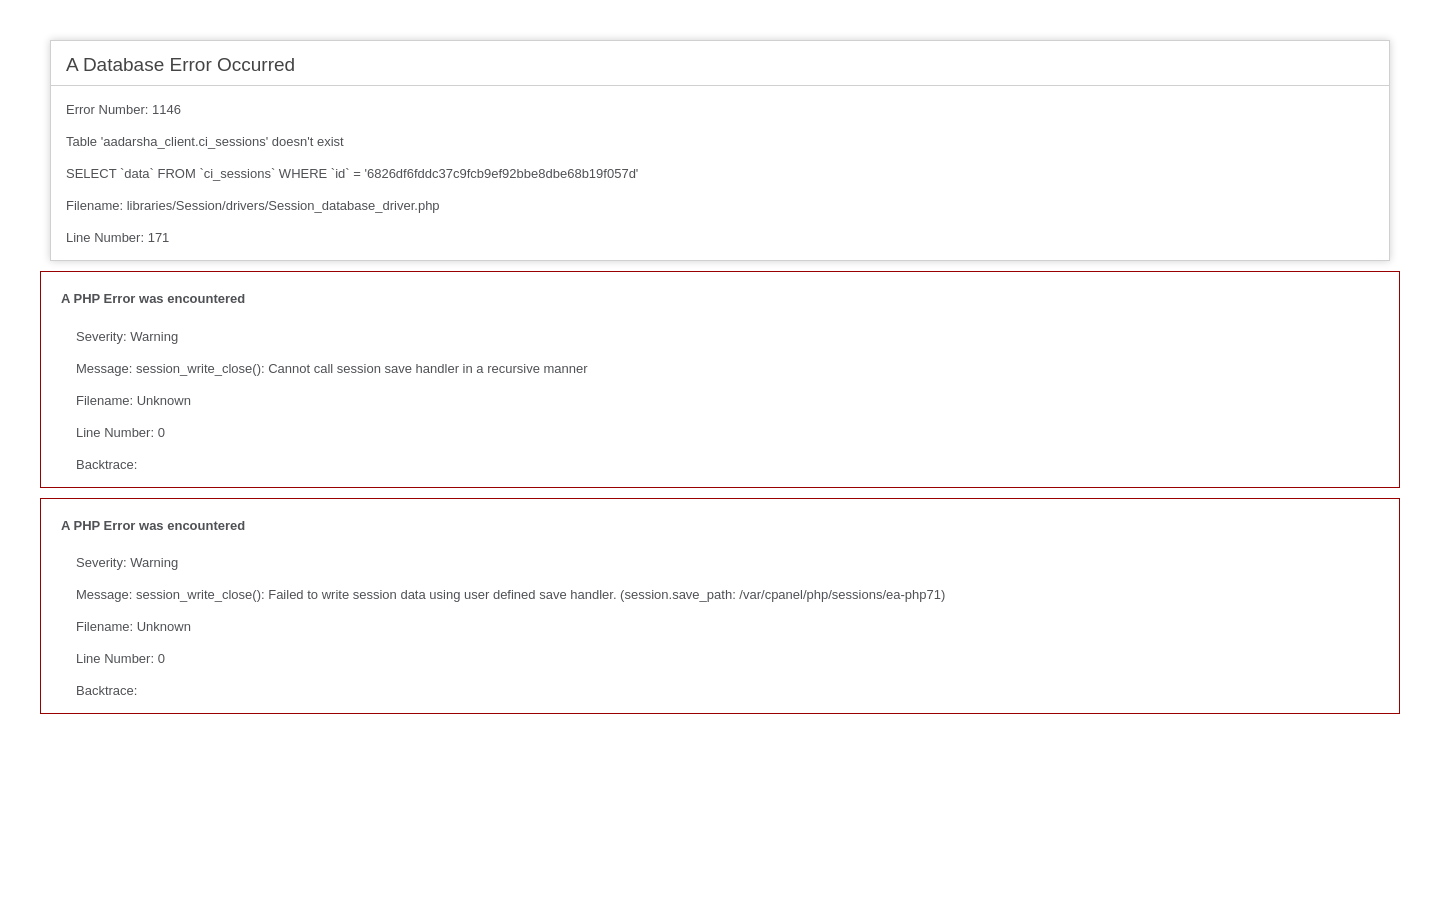 A Database Error Occurred
Error Number: 1146
Table 'aadarsha_client.ci_sessions' doesn't exist
SELECT `data` FROM `ci_sessions` WHERE `id` = '6826df6fddc37c9fcb9ef92bbe8dbe68b19f057d'
Filename: libraries/Session/drivers/Session_database_driver.php
Line Number: 171
A PHP Error was encountered
Severity: Warning
Message: session_write_close(): Cannot call session save handler in a recursive manner
Filename: Unknown
Line Number: 0
Backtrace:
A PHP Error was encountered
Severity: Warning
Message: session_write_close(): Failed to write session data using user defined save handler. (session.save_path: /var/cpanel/php/sessions/ea-php71)
Filename: Unknown
Line Number: 0
Backtrace: